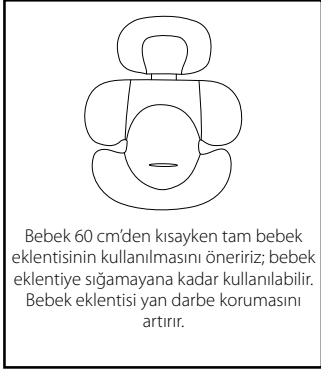 Bebek 60 cm’den kısayken tam bebek
eklentisinin kullanılmasını öneririz; bebek
eklentiye sığamayana kadar kullanılabilir.
Bebek eklentisi yan darbe korumasını
artırır.